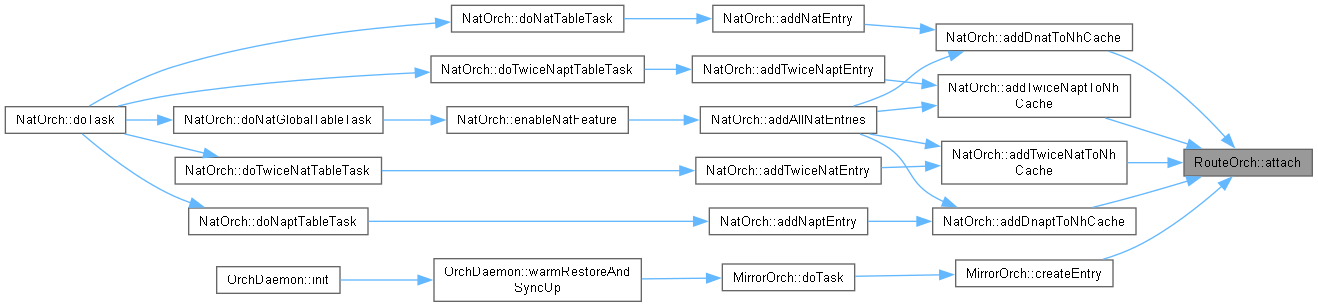 NatOrch::doNatTableTask
NatOrch::addNatEntry
NatOrch::addDnatToNhCache
NatOrch::doTwiceNaptTableTask
NatOrch::addTwiceNaptEntry
NatOrch::addTwiceNaptToNh
Cache
NatOrch::doTask
NatOrch::doNatGlobalTableTask
NatOrch::enableNatFeature
NatOrch::addAllNatEntries
NatOrch::addTwiceNatToNh
Cache
RouteOrch::attach
NatOrch::doTwiceNatTableTask
NatOrch::addTwiceNatEntry
NatOrch::doNaptTableTask
NatOrch::addNaptEntry
NatOrch::addDnaptToNhCache
OrchDaemon::init
OrchDaemon::warmRestoreAnd
SyncUp
MirrorOrch::doTask
MirrorOrch::createEntry